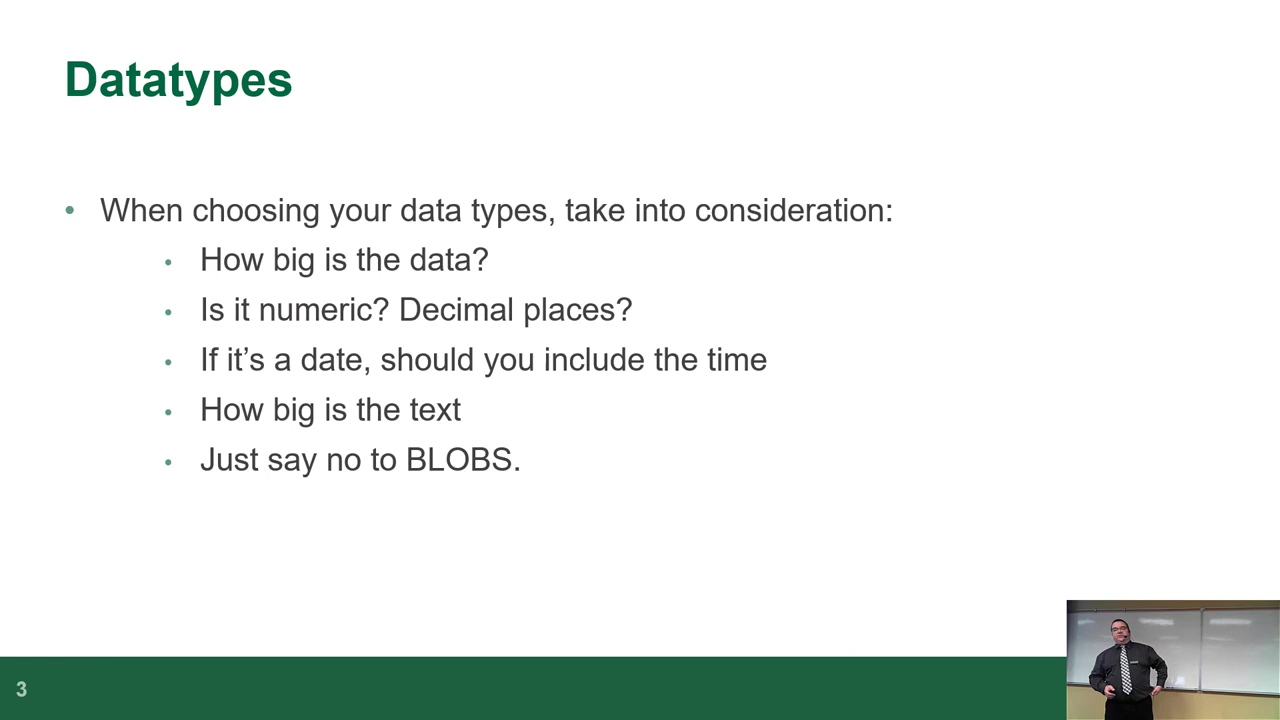 Datatypes
• When choosing your data types, take into consideration:
• How big is the data?
• Is it numeric? Decimal places?
• If it’s a date, should you include the time
• How big is the text
• Just say no to BLOBS.
3